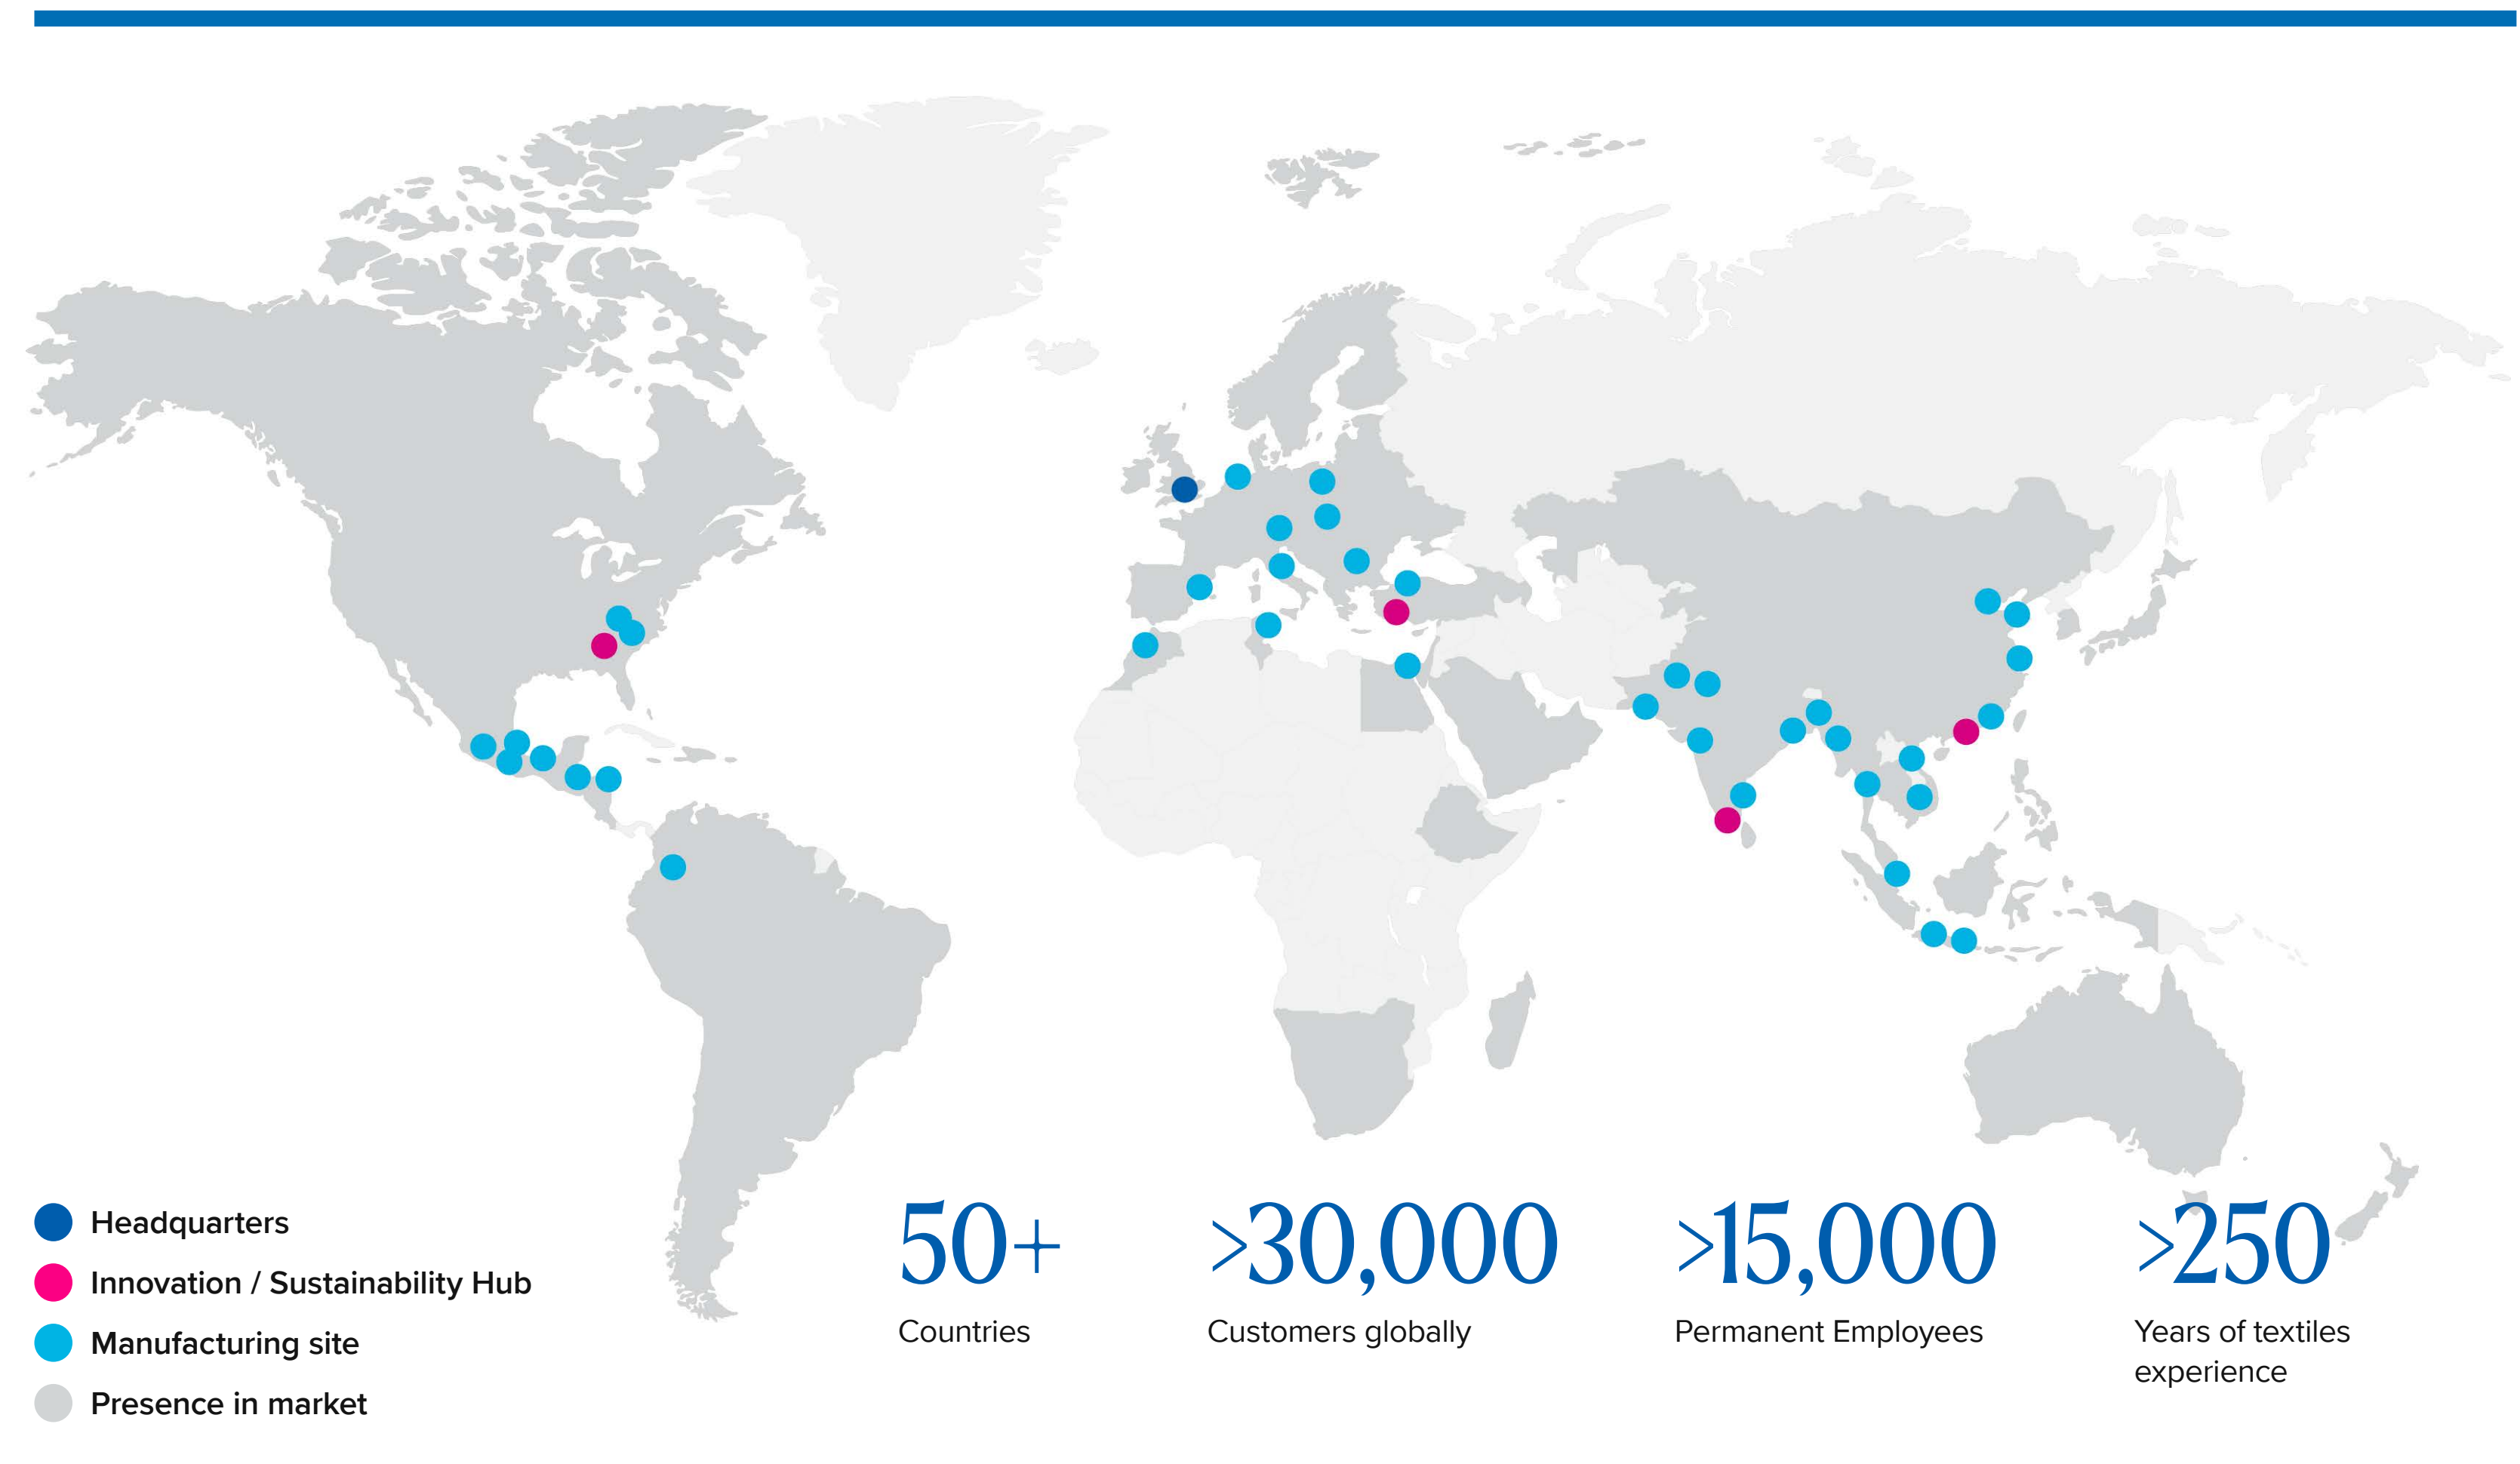 Headquarters
Innovation / Sustainability Hub
Manufacturing site
Presence in market
50+
Countries
>30,000
Customers globally
>15,000
Permanent Employees
>250
Years of textiles
experience